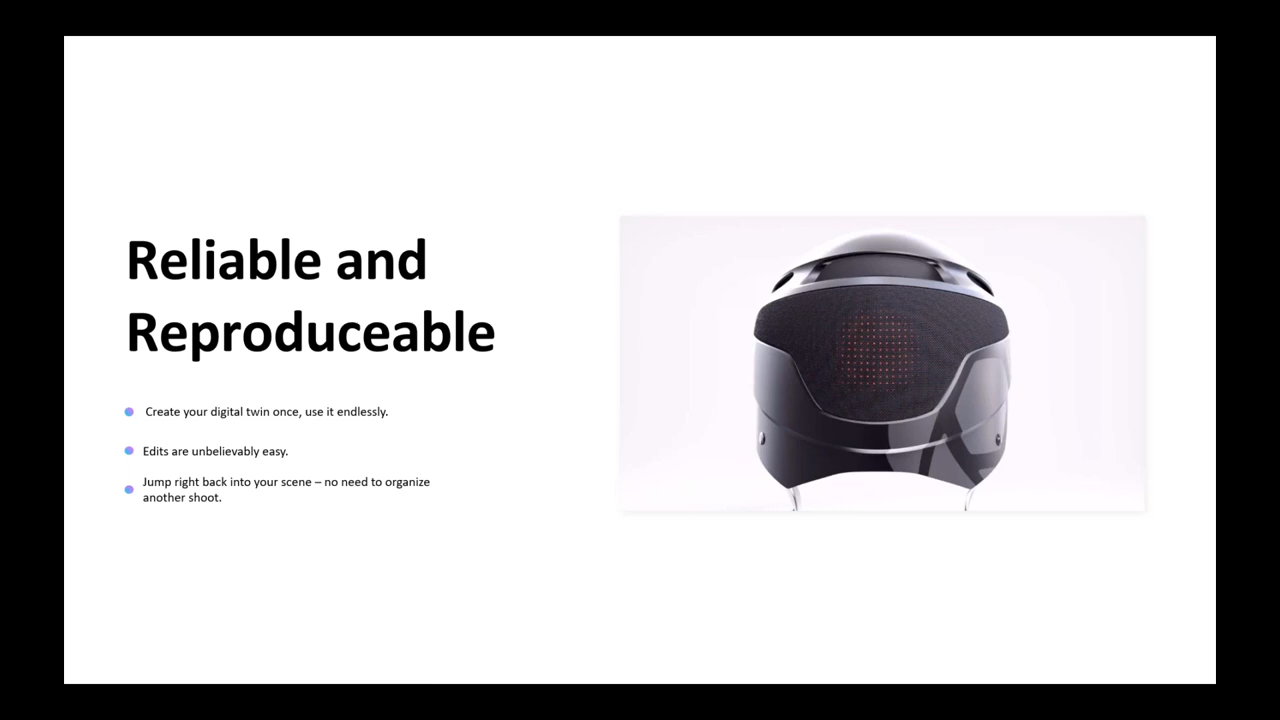 Reliable and
Reproduceable
Create your digital twin once, use it endlessly.
Edits are unbelievably easy.
Jump right back into your scene – no need to organize
another shoot.